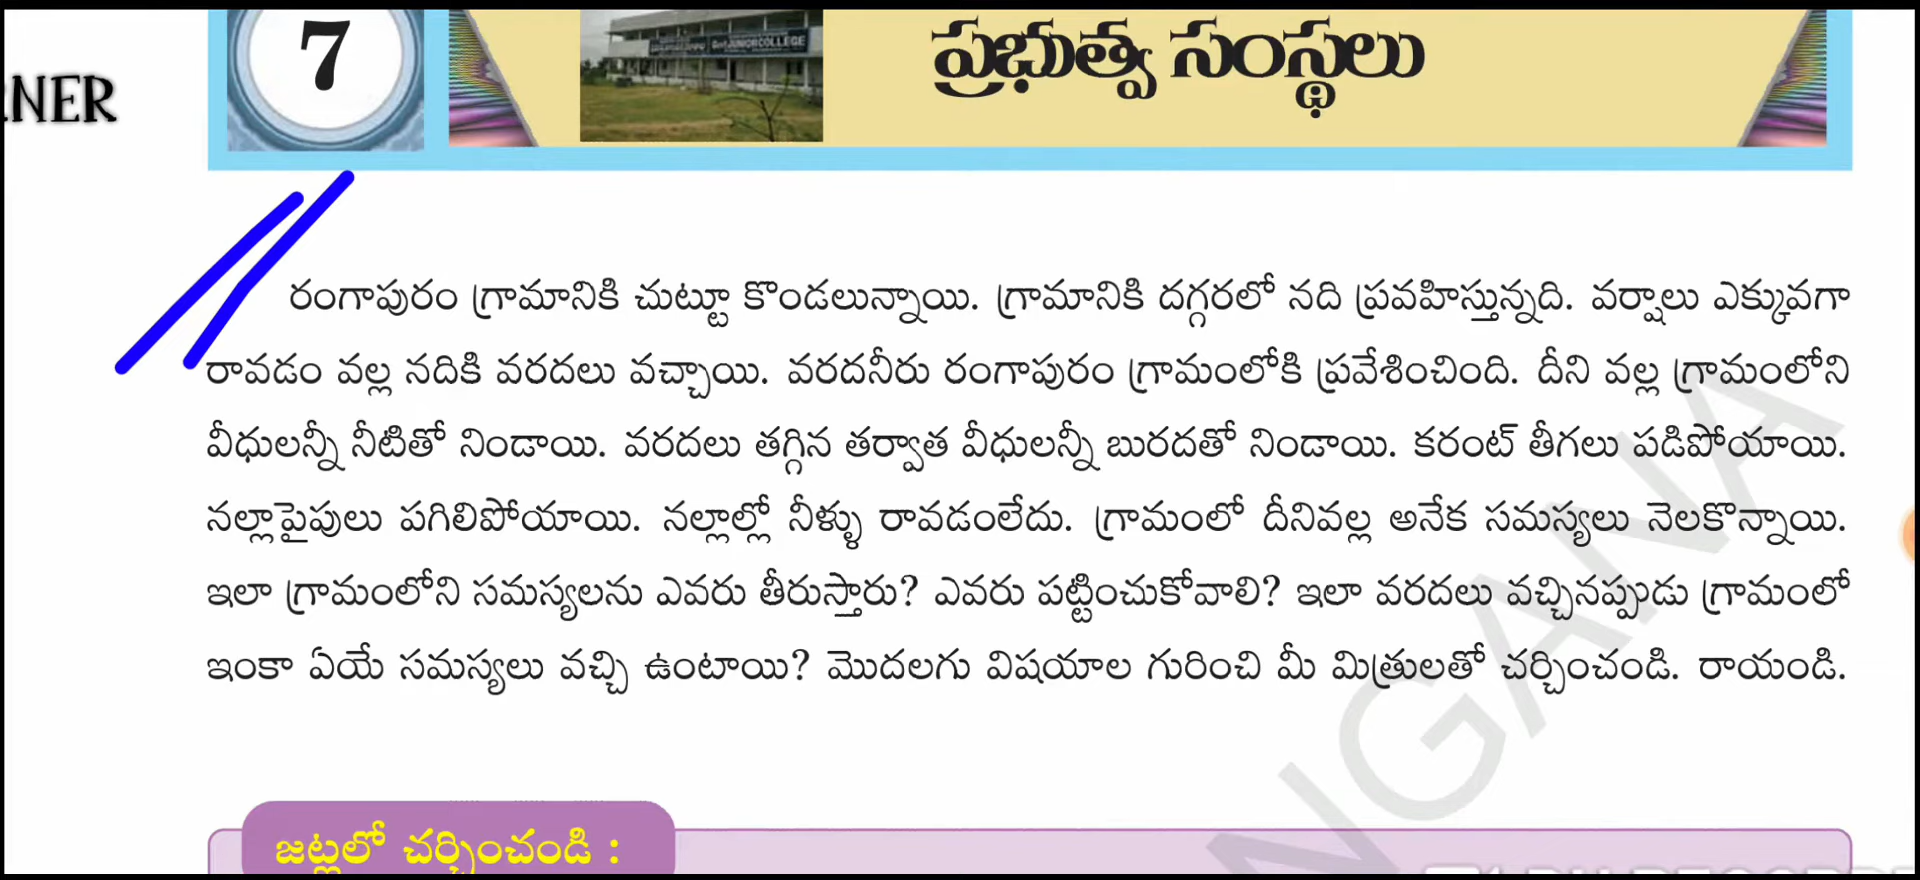 7
ప్రభుత్వ సంస్థలు
RNER
రంగాపురం గ్రామానికి చుట్టూ కొండలున్నాయి. గ్రామానికి దగ్గరలో నది ప్రవహిస్తున్నది. వర్షాలు ఎక్కువగా
రావడం వల్ల నదికి వరదలు వచ్చాయి. వరదనీరు రంగాపురం గ్రామంలోకి ప్రవేశించింది. దీని వల్ల గ్రామంలోని
వీధులన్నీ నీటితో నిండాయి. వరదలు తగ్గిన తర్వాత వీధులన్నీ బురదతో నిండాయి. కరంట్ తీగలు పడిపోయాయి.
నల్లాపైపులు పగిలిపోయాయి. నల్లాల్లో నీళ్ళు రావడంలేదు. గ్రామంలో దీనివల్ల అనేక సమస్యలు నెలకొన్నాయి.
ఇలా గ్రామంలోని సమస్యలను ఎవరు తీరుస్తారు? ఎవరు పట్టించుకోవాలి? ఇలా వరదలు వచ్చినప్పుడు గ్రామంలో
ఇంకా ఏయే సమస్యలు వచ్చి ఉంటాయి? మొదలగు విషయాల గురించి మీ మిత్రులతో చర్చించండి. రాయండి.
NGANA
జట్లలో చర్చించండి :